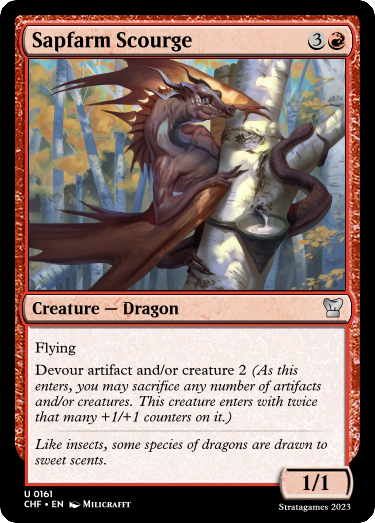 Sapfarm Scourge 3
Creature — Dragon
Flying
Devour artifact and/or creature 2 (As this
enters, you may sacrifice any number of artifacts
and/or creatures. This creature enters with twice
that many +1/+1 counters on it.)
Like insects, some species of dragons are drawn to
sweet scents.
1/1
U 0161
CHF • EN Milicrafft
Stratagames 2023